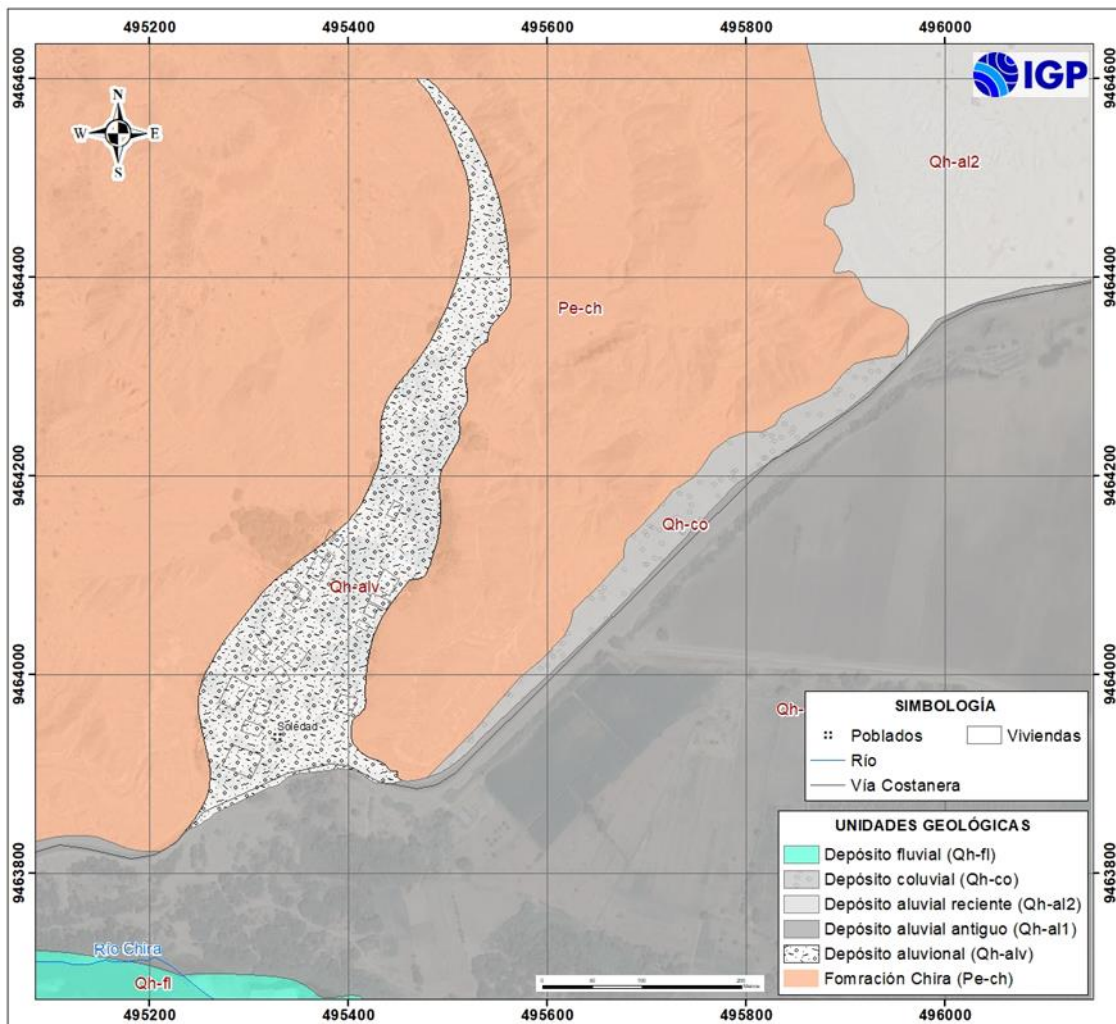 495200 495400 495600 495800 496000
9464600
9464600
IGP
N
W E
S
Qh-al2
9464400
9464400
Pe-ch
9464200
9464200
Qh-co
Qh-alv
9464000
9464000
Qh-
Soledad
SIMBOLOGÍA
Poblados Viviendas
Río
Vía Costanera
UNIDADES GEOLÓGICAS
Depósito fluvial (Qh-fl)
Depósito coluvial (Qh-co)
Depósito aluvial reciente (Qh-al2)
Depósito aluvial antiguo (Qh-al1)
Depósito aluvional (Qh-alv)
Fomración Chira (Pe-ch)
9463800
9463800
Río Chira
Qh-fl
495200 495400 495600 495800 496000